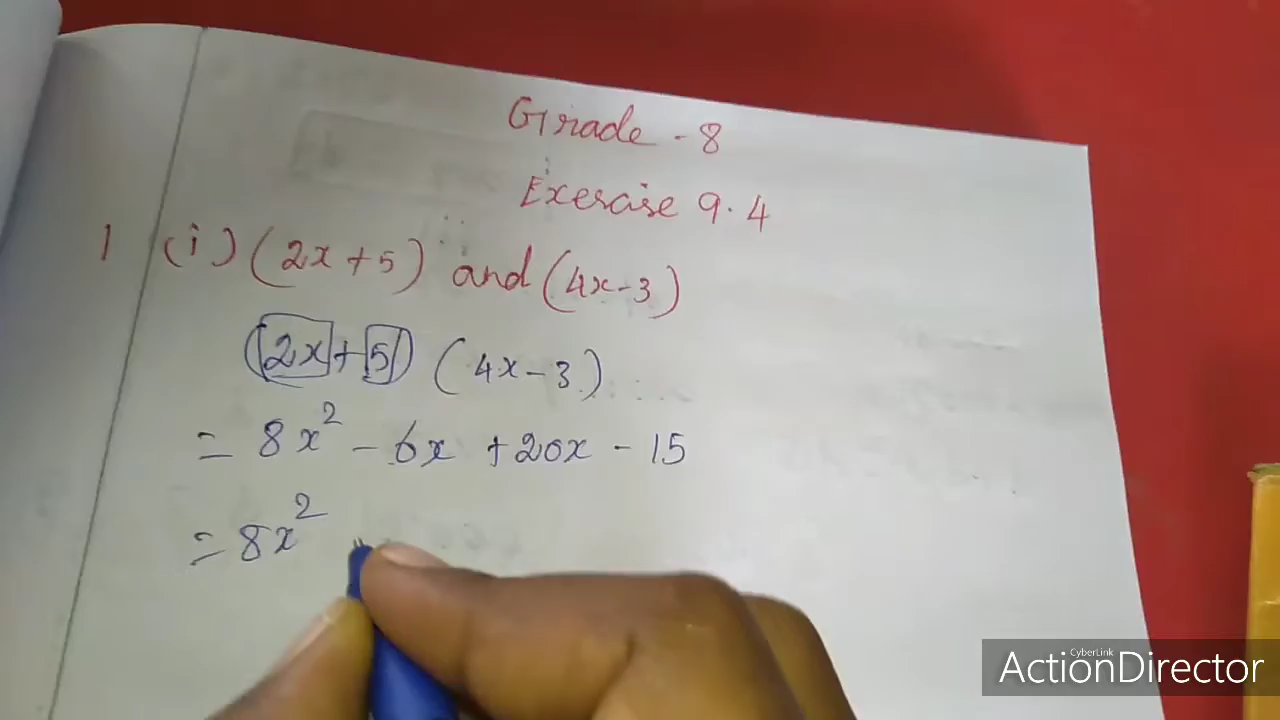 Grade - 8
Exercise 9.4
1 (i) (2x+5) and (4x-3)
(2x+5) (4x-3)
= 8x² - 6x +20x - 15
= 8x²
CyberLink
ActionDirector